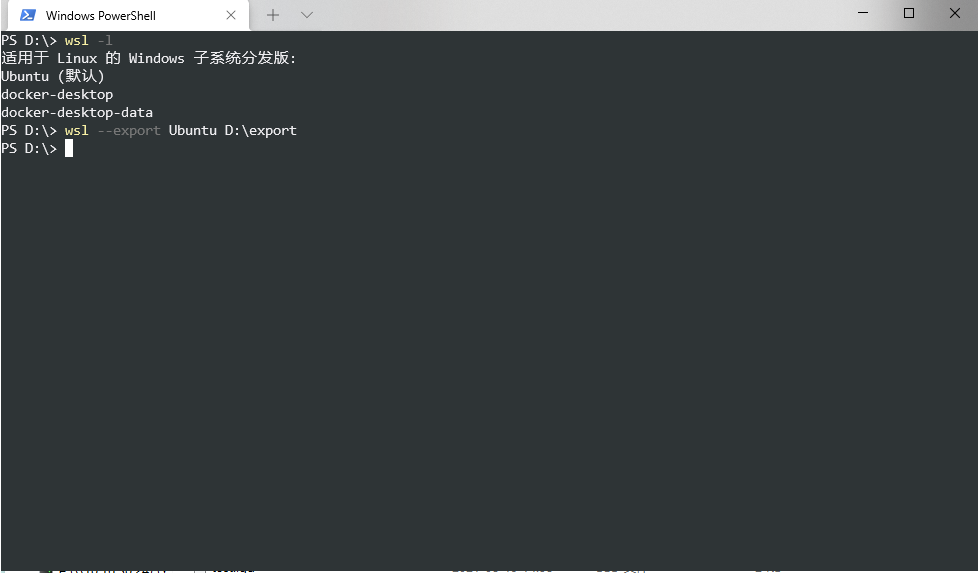 Windows PowerShell
PS D:\> wsl -l
适用于 Linux 的 Windows 子系统分发版:
Ubuntu (默认)
docker-desktop
docker-desktop-data
PS D:\> wsl --export Ubuntu D:\export
PS D:\>